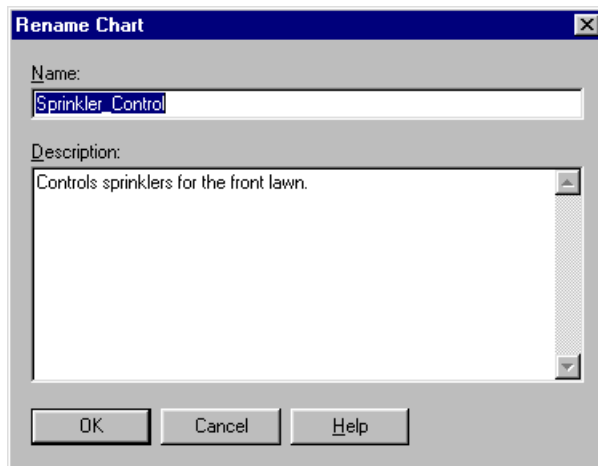 Rename Chart
Name:
Sprinkler_Control
Description:
Controls sprinklers for the front lawn.
OK Cancel Help